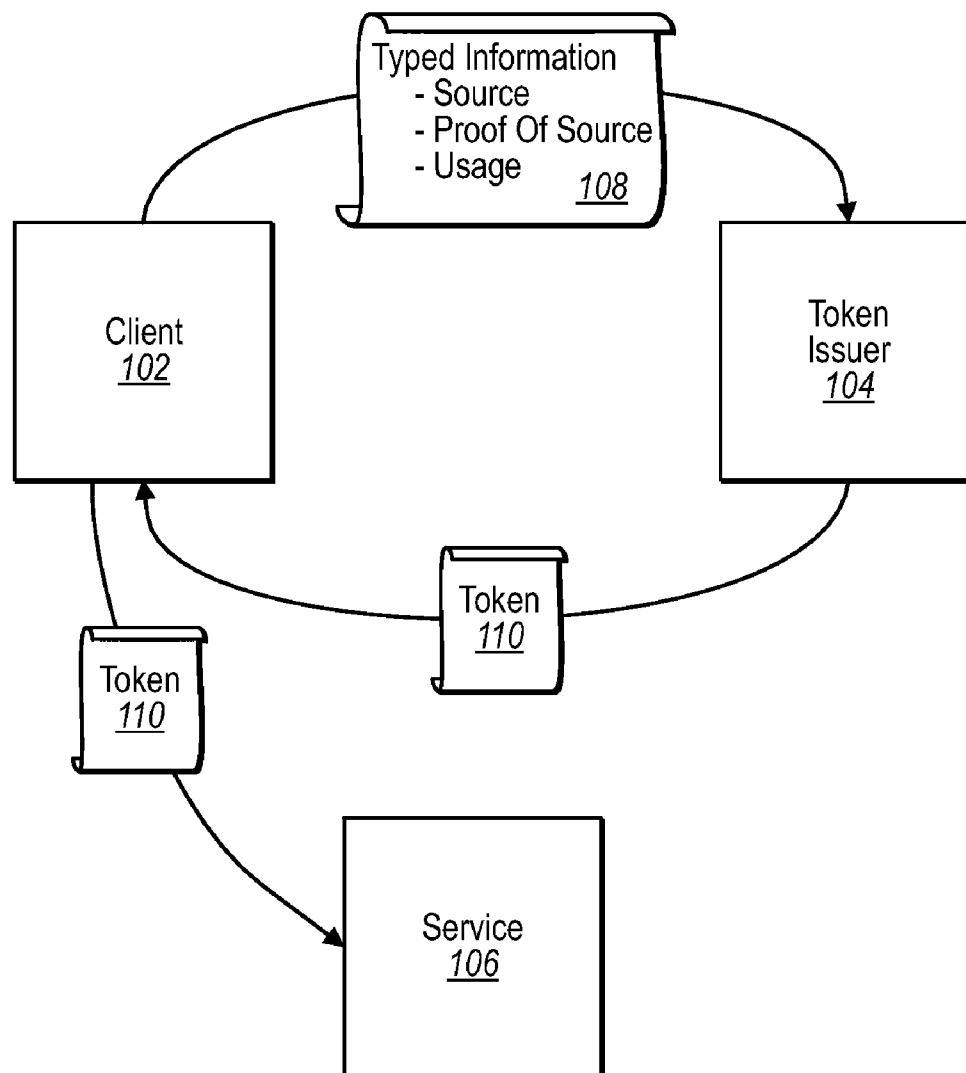 Typed Information
- Source
- Proof Of Source
- Usage
108
Client
102
Token
Issuer
104
Token
110
Token
110
Service
106